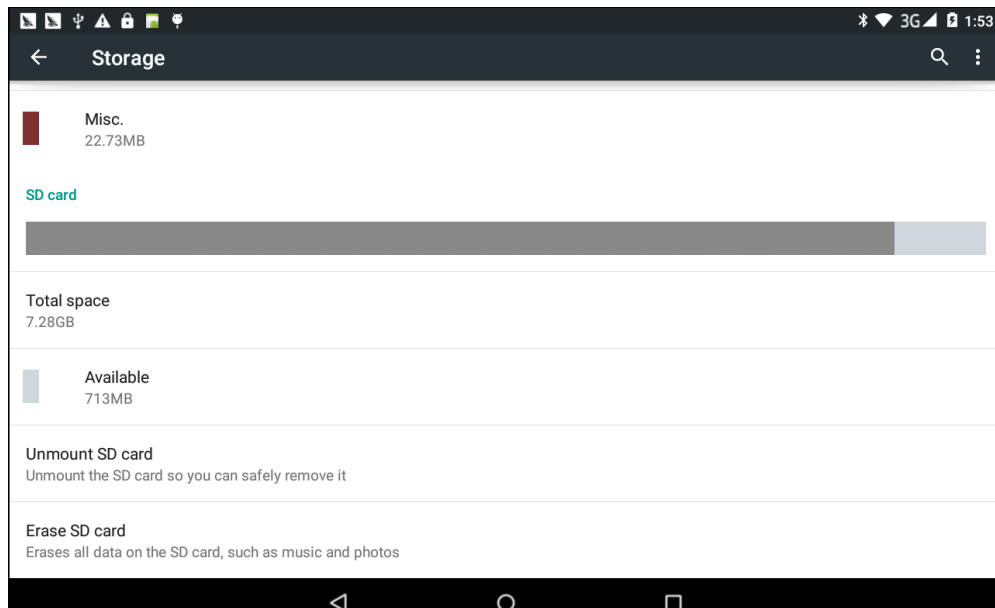 3G 1:53
Storage
Misc.
22.73MB
SD card
Total space
7.28GB
Available
713MB
Unmount SD card
Unmount the SD card so you can safely remove it
Erase SD card
Erases all data on the SD card, such as music and photos